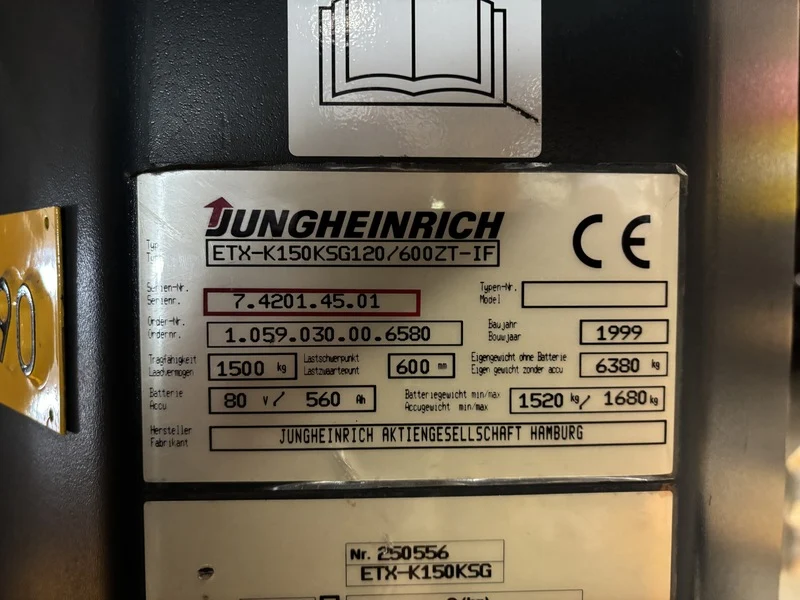 JUNGHEINRICH
CE
Typ
Type
ETX-K150KSG120/600ZT-IF
Serien-Nr.
Serienr.
7.4201.45.01
Typen-Nr.
Model
Order-Nr.
Ordernr.
1.059.030.00.6580
Baujahr
Bouwjaar
1999
Tragfähigkeit
Laadvermogen
1500 kg
Lastschwerpunkt
Lastzwaartepunt
600 mm
Eigengewicht ohne Batterie
Eigen gewicht zonder accu
6380 kg
Batterie
Accu
80 V/ 560 Ah
Batteriegewicht min/max
Accugewicht min/max
1520 kg/ 1680 kg
Hersteller
Fabrikant
JUNGHEINRICH AKTIENGESELLSCHAFT HAMBURG
90
Nr. 250556
ETX-K150KSG